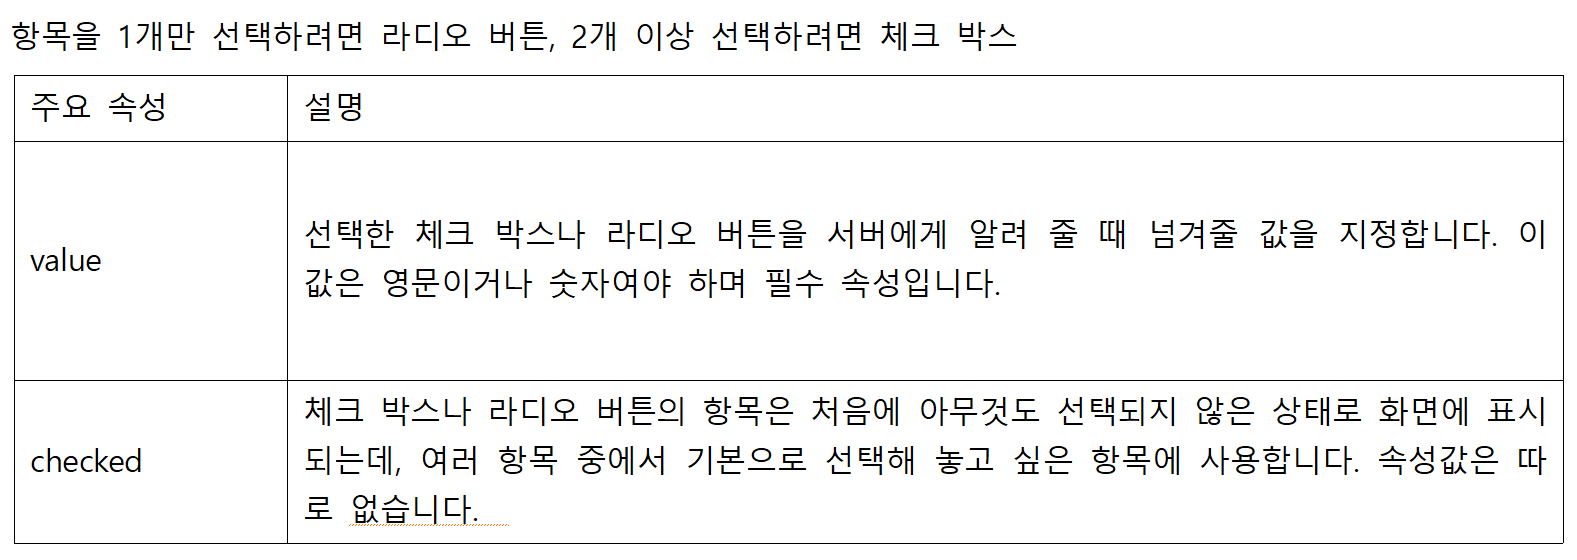 항목을 1개만 선택하려면 라디오 버튼, 2개 이상 선택하려면 체크 박스
주요 속성
설명
value
선택한 체크 박스나 라디오 버튼을 서버에게 알려 줄 때 넘겨줄 값을 지정합니다. 이
값은 영문이거나 숫자여야 하며 필수 속성입니다.
checked
체크 박스나 라디오 버튼의 항목은 처음에 아무것도 선택되지 않은 상태로 화면에 표시
되는데, 여러 항목 중에서 기본으로 선택해 놓고 싶은 항목에 사용합니다. 속성값은 따
로 없습니다.